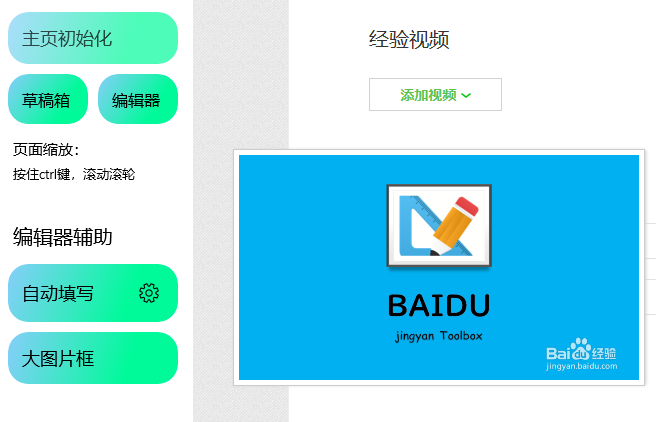 主页初始化
草稿箱
编辑器
页面缩放：
按住ctrl键，滚动滚轮
编辑器辅助
自动填写
大图片框
经验视频
添加视频
BAIDU
jingyan Toolbox
Baidu经验
jingyan.baidu.com